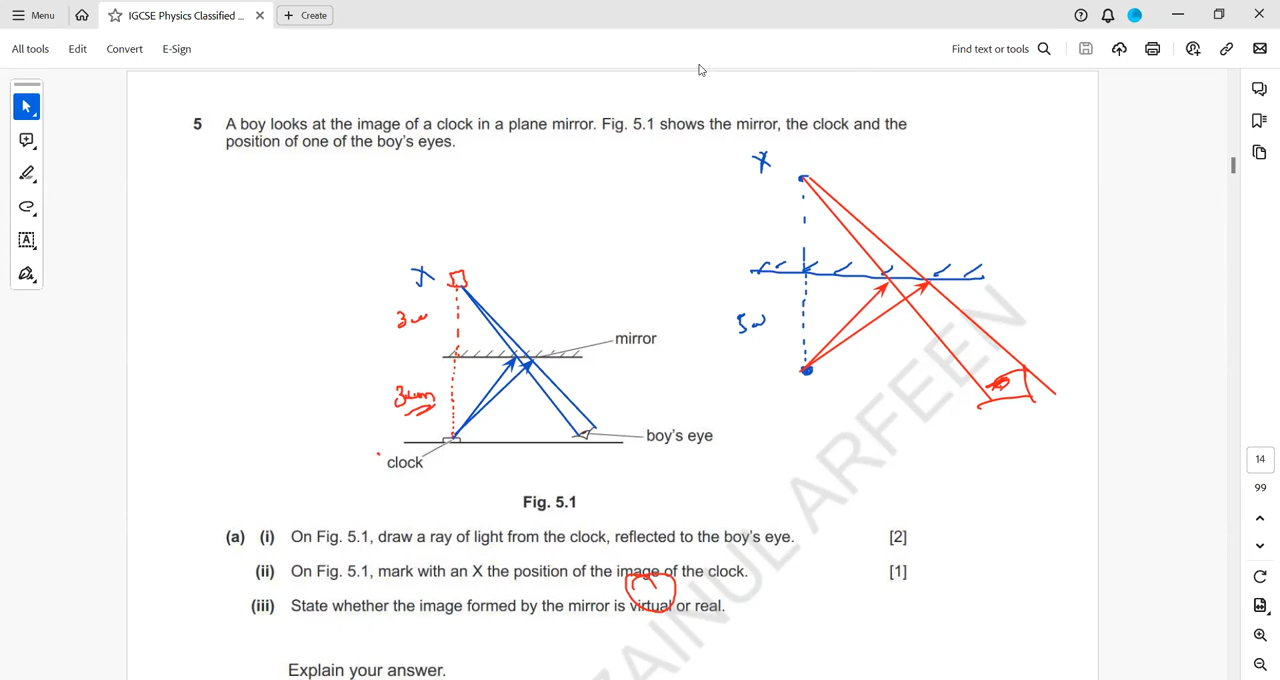 Menu
IGCSE Physics Classified ...
Create
All tools
Edit
Convert
E-Sign
Find text or tools
5 A boy looks at the image of a clock in a plane mirror. Fig. 5.1 shows the mirror, the clock and the
position of one of the boy's eyes.
X
X
mirror
boy's eye
clock
Fig. 5.1
(a) (i) On Fig. 5.1, draw a ray of light from the clock, reflected to the boy's eye. [2]
(ii) On Fig. 5.1, mark with an X the position of the image of the clock. [1]
(iii) State whether the image formed by the mirror is virtual or real.
Explain your answer.
ZAINUL ARFEEN
14
99